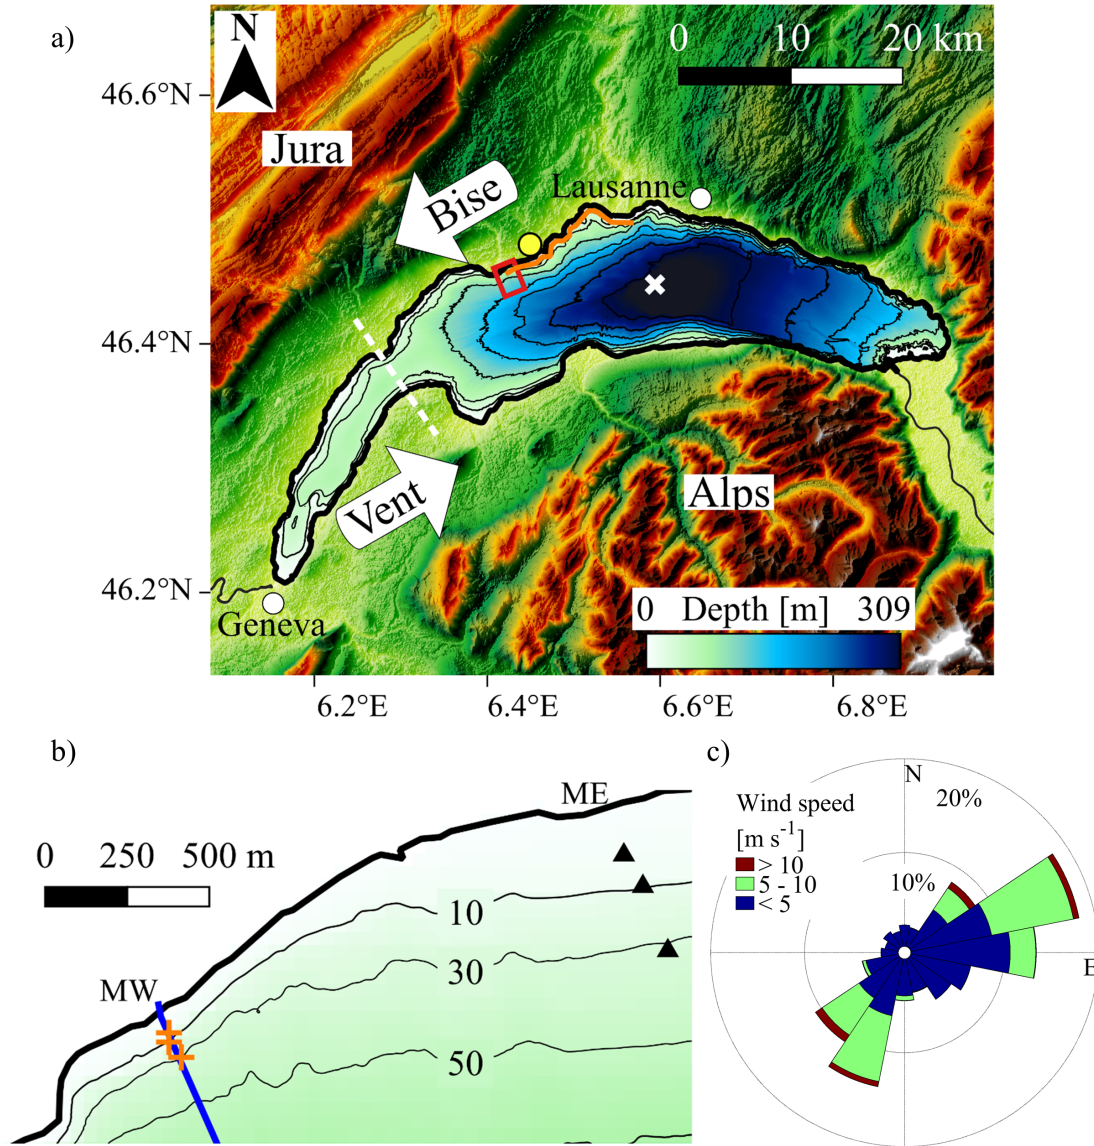 a)
N
0 10 20 km
46.6°N
Jura
Bise
Lausanne
46.4°N
Vent
Alps
46.2°N
Geneva
0 Depth [m] 309
6.2°E 6.4°E 6.6°E 6.8°E
b)
ME
0 250 500 m
10
30
MW
50
c)
N
Wind speed
20%
[m s⁻¹]
> 10
5 - 10
10%
< 5
E